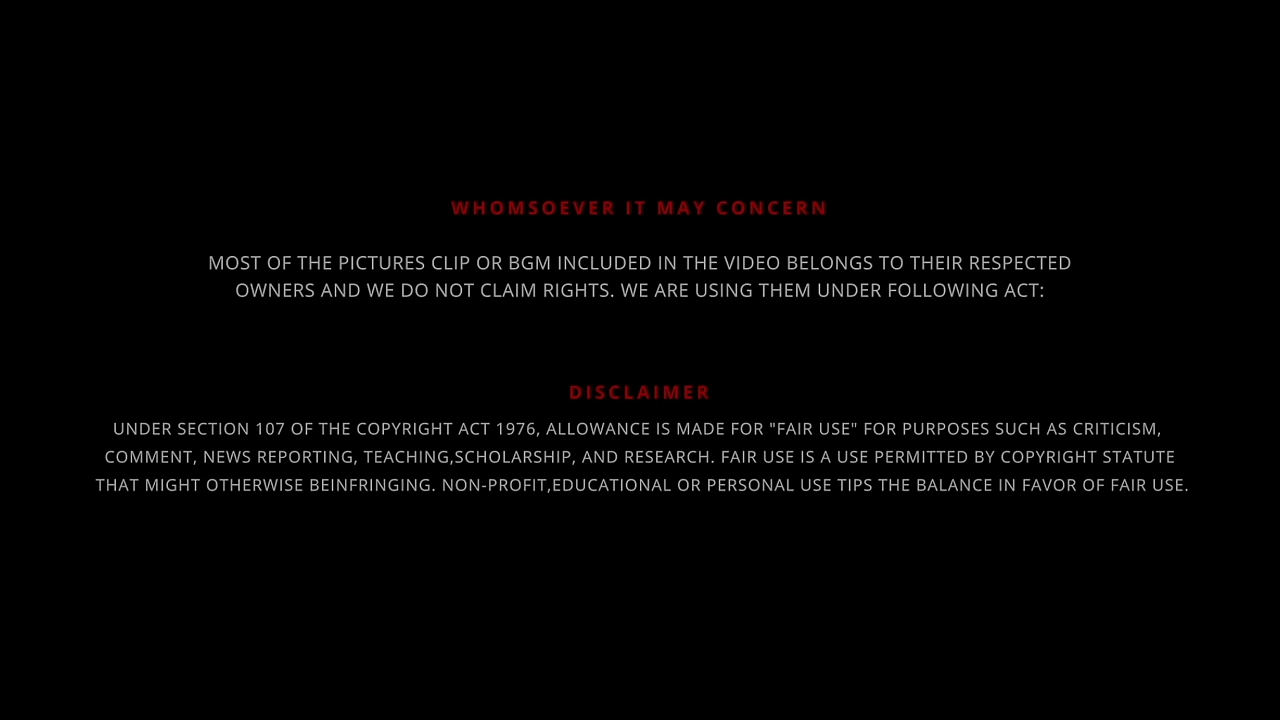 WHOMSOEVER IT MAY CONCERN
MOST OF THE PICTURES CLIP OR BGM INCLUDED IN THE VIDEO BELONGS TO THEIR RESPECTED
OWNERS AND WE DO NOT CLAIM RIGHTS. WE ARE USING THEM UNDER FOLLOWING ACT:
DISCLAIMER
UNDER SECTION 107 OF THE COPYRIGHT ACT 1976, ALLOWANCE IS MADE FOR "FAIR USE" FOR PURPOSES SUCH AS CRITICISM,
COMMENT, NEWS REPORTING, TEACHING,SCHOLARSHIP, AND RESEARCH. FAIR USE IS A USE PERMITTED BY COPYRIGHT STATUTE
THAT MIGHT OTHERWISE BEINFRINGING. NON-PROFIT,EDUCATIONAL OR PERSONAL USE TIPS THE BALANCE IN FAVOR OF FAIR USE.